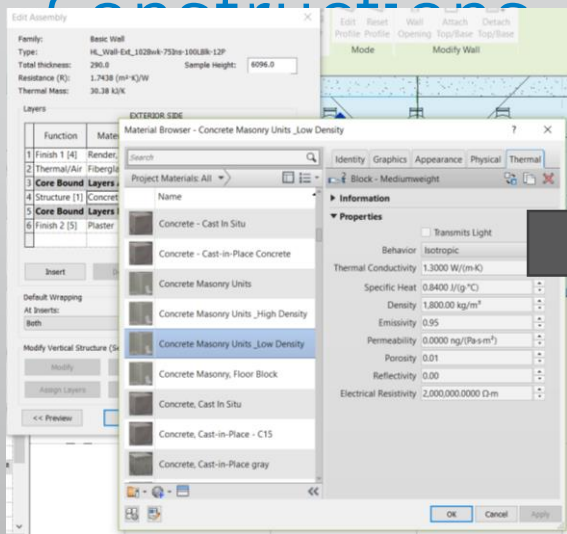 Constructions
Edit Assembly
Family: Basic Wall
Type: HL_Wall-Ext_102Bwk-75Ins-100LBlk-12P
Total thickness: 290.0 Sample Height: 6096.0
Resistance (R): 1.7438 (m²·K)/W
Thermal Mass: 30.38 kJ/K
Layers
EXTERIOR SIDE
Function Mate
1 Finish 1 [4] Render,
2 Thermal/Air Fibergla
3 Core Bound Layers
4 Structure [1] Concret
5 Core Bound Layers
6 Finish 2 [5] Plaster
Insert
Default Wrapping
At Inserts:
Both
Modify Vertical Structure (Se
Modify
Assign Layers
<< Preview
Edit Profile
Reset Profile
Wall Opening
Attach Top/Base
Detach Top/Base
Mode
Modify Wall
Material Browser - Concrete Masonry Units _Low Density ? ×
Search
Project Materials: All
Name
Concrete - Cast In Situ
Concrete - Cast-in-Place Concrete
Concrete Masonry Units
Concrete Masonry Units _High Density
Concrete Masonry Units _Low Density
Concrete Masonry, Floor Block
Concrete, Cast In Situ
Concrete, Cast-in-Place - C15
Concrete, Cast-in-Place gray
Identity Graphics Appearance Physical Thermal
Block - Mediumweight
Information
Properties
Transmits Light
Behavior Isotropic
Thermal Conductivity 1.3000 W/(m·K)
Specific Heat 0.8400 J/(g·°C)
Density 1,800.00 kg/m³
Emissivity 0.95
Permeability 0.0000 ng/(Pa·s·m²)
Porosity 0.01
Reflectivity 0.00
Electrical Resistivity 2,000,000.0000 Ω·m
OK Cancel Apply